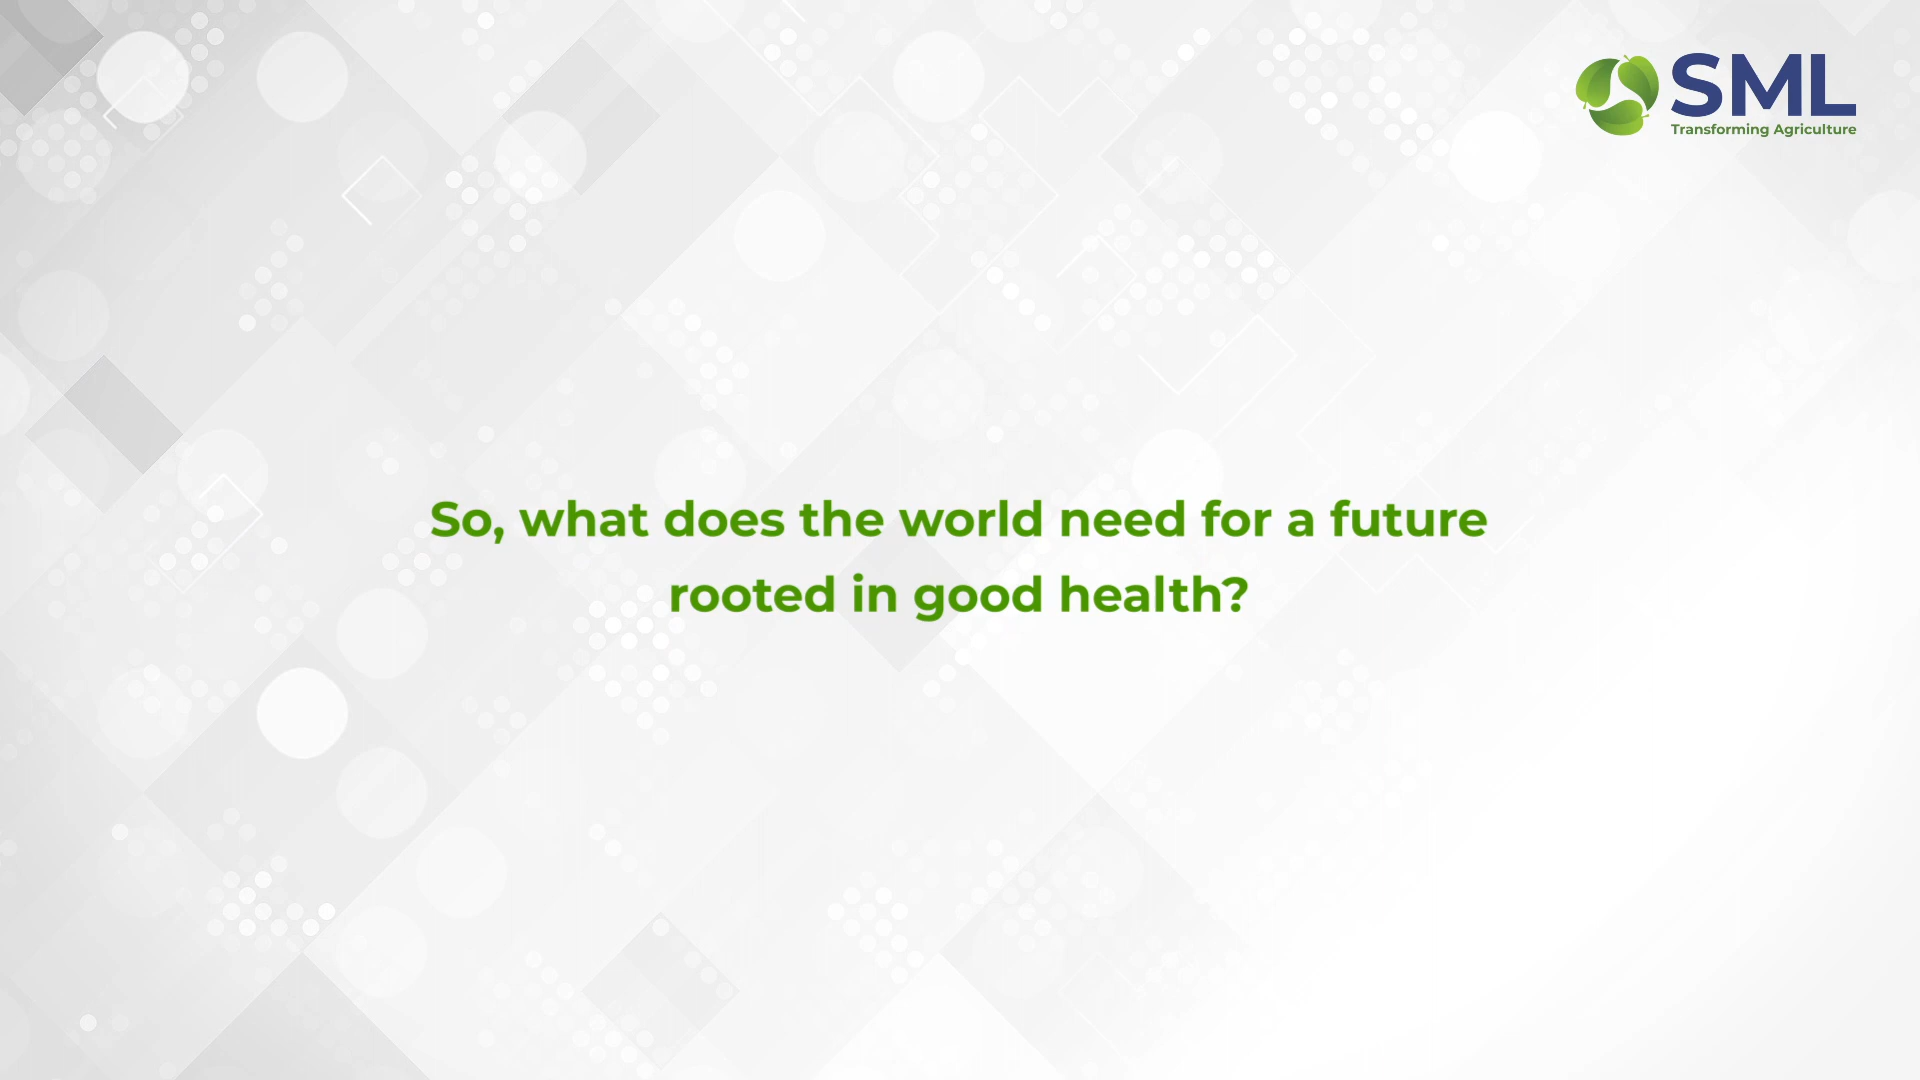 SML
Transforming Agriculture
So, what does the world need for a future
rooted in good health?